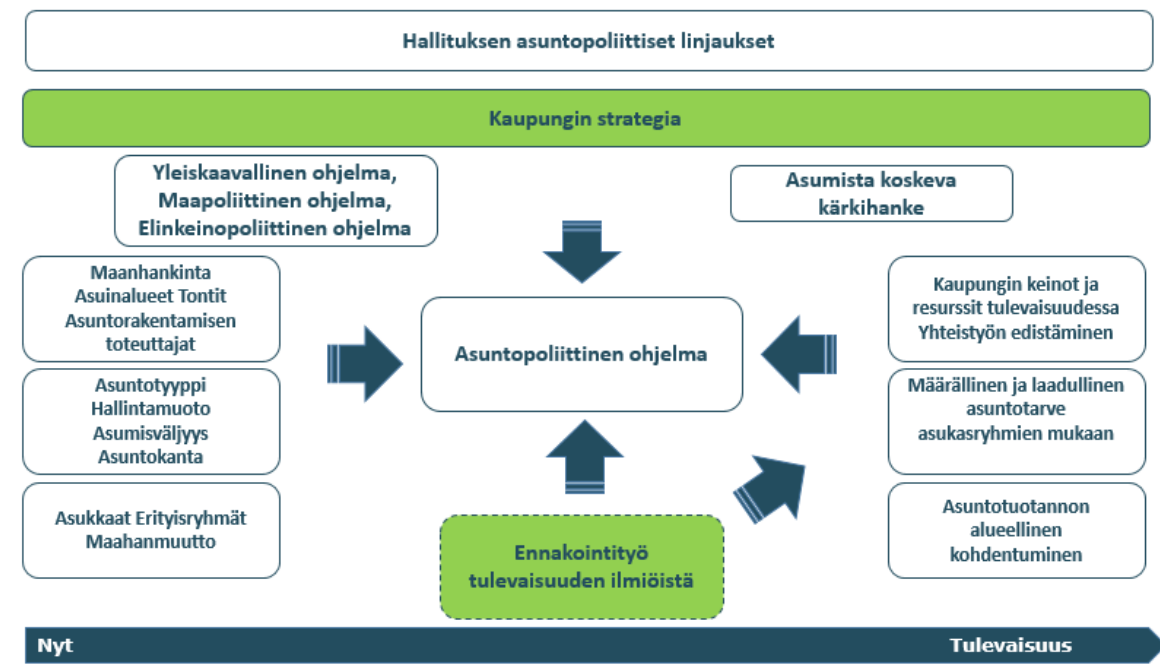 Hallituksen asuntopoliittiset linjaukset
Kaupungin strategia
Yleiskaavallinen ohjelma,
Maapoliittinen ohjelma,
Elinkeinopoliittinen ohjelma
Asumista koskeva
kärkihanke
Maanhankinta
Asuinalueet Tontit
Asuntorakentamisen
toteuttajat
Asuntotyyppi
Hallintamuoto
Asumisväljyys
Asuntokanta
Asukkaat Erityisryhmät
Maahanmuutto
Asuntopoliittinen ohjelma
Ennakointityö
tulevaisuuden ilmiöistä
Kaupungin keinot ja
resurssit tulevaisuudessa
Yhteistyön edistäminen
Määrällinen ja laadullinen
asuntotarve
asukasryhmien mukaan
Asuntotuotannon
alueellinen
kohdentuminen
Nyt
Tulevaisuus